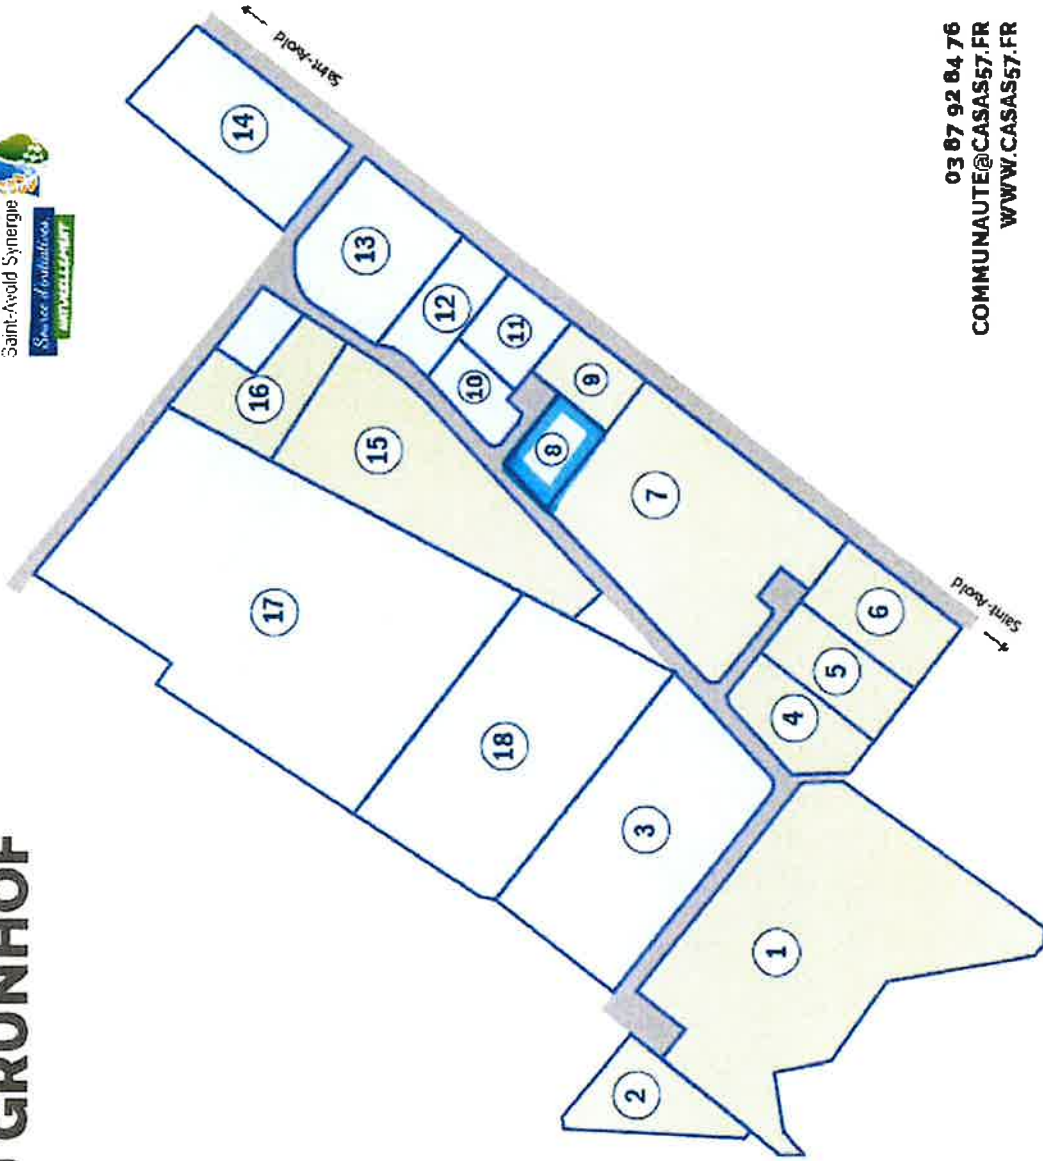 GRUNHOF
Saint-Avold Synergie
Source d'initiatives,
NATURELLEMENT
Saint-Avold
14
13
12
11
10
9
8
16
15
7
17
18
3
6
5
4
1
2
Saint-Avold
03 87 92 84 76
COMMUNAUTE@CASAS57.FR
WWW.CASAS57.FR